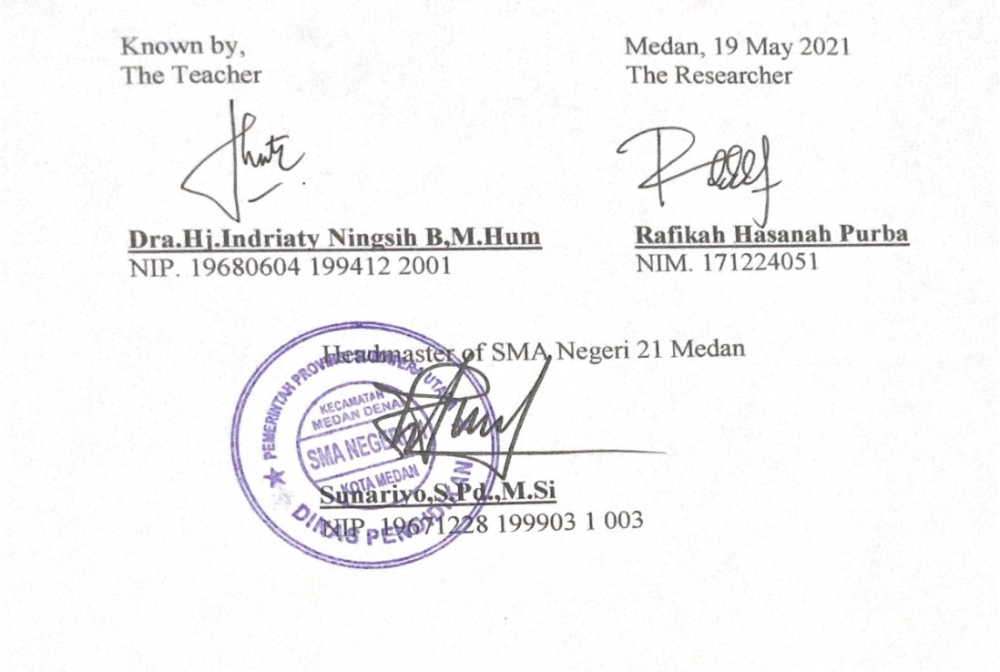 Known by,
The Teacher
Medan, 19 May 2021
The Researcher
Dra.Hj.Indriaty Ningsih B,M.Hum
NIP. 19680604 199412 2001
Rafikah Hasanah Purba
NIM. 171224051
Headmaster of SMA Negeri 21 Medan
PEMERINTAH UTARA
KECAMATAN
MEDAN DENAI
SMA NEGERI
KOTA MEDAN
DINAS PENDIDIKAN
Sunariyo,S.Pd.,M.Si
NIP. 19671228 199903 1 003